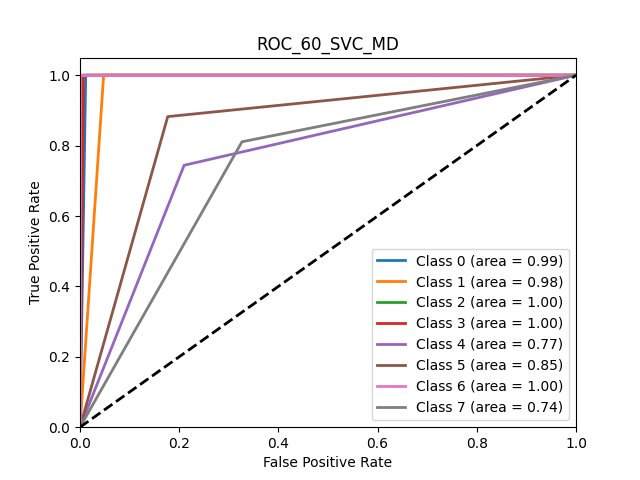 ROC_60_SVC_MD
True Positive Rate
1.0
0.8
0.6
0.4
0.2
0.0
Class 0 (area = 0.99)
Class 1 (area = 0.98)
Class 2 (area = 1.00)
Class 3 (area = 1.00)
Class 4 (area = 0.77)
Class 5 (area = 0.85)
Class 6 (area = 1.00)
Class 7 (area = 0.74)
0.0 0.2 0.4 0.6 0.8 1.0
False Positive Rate